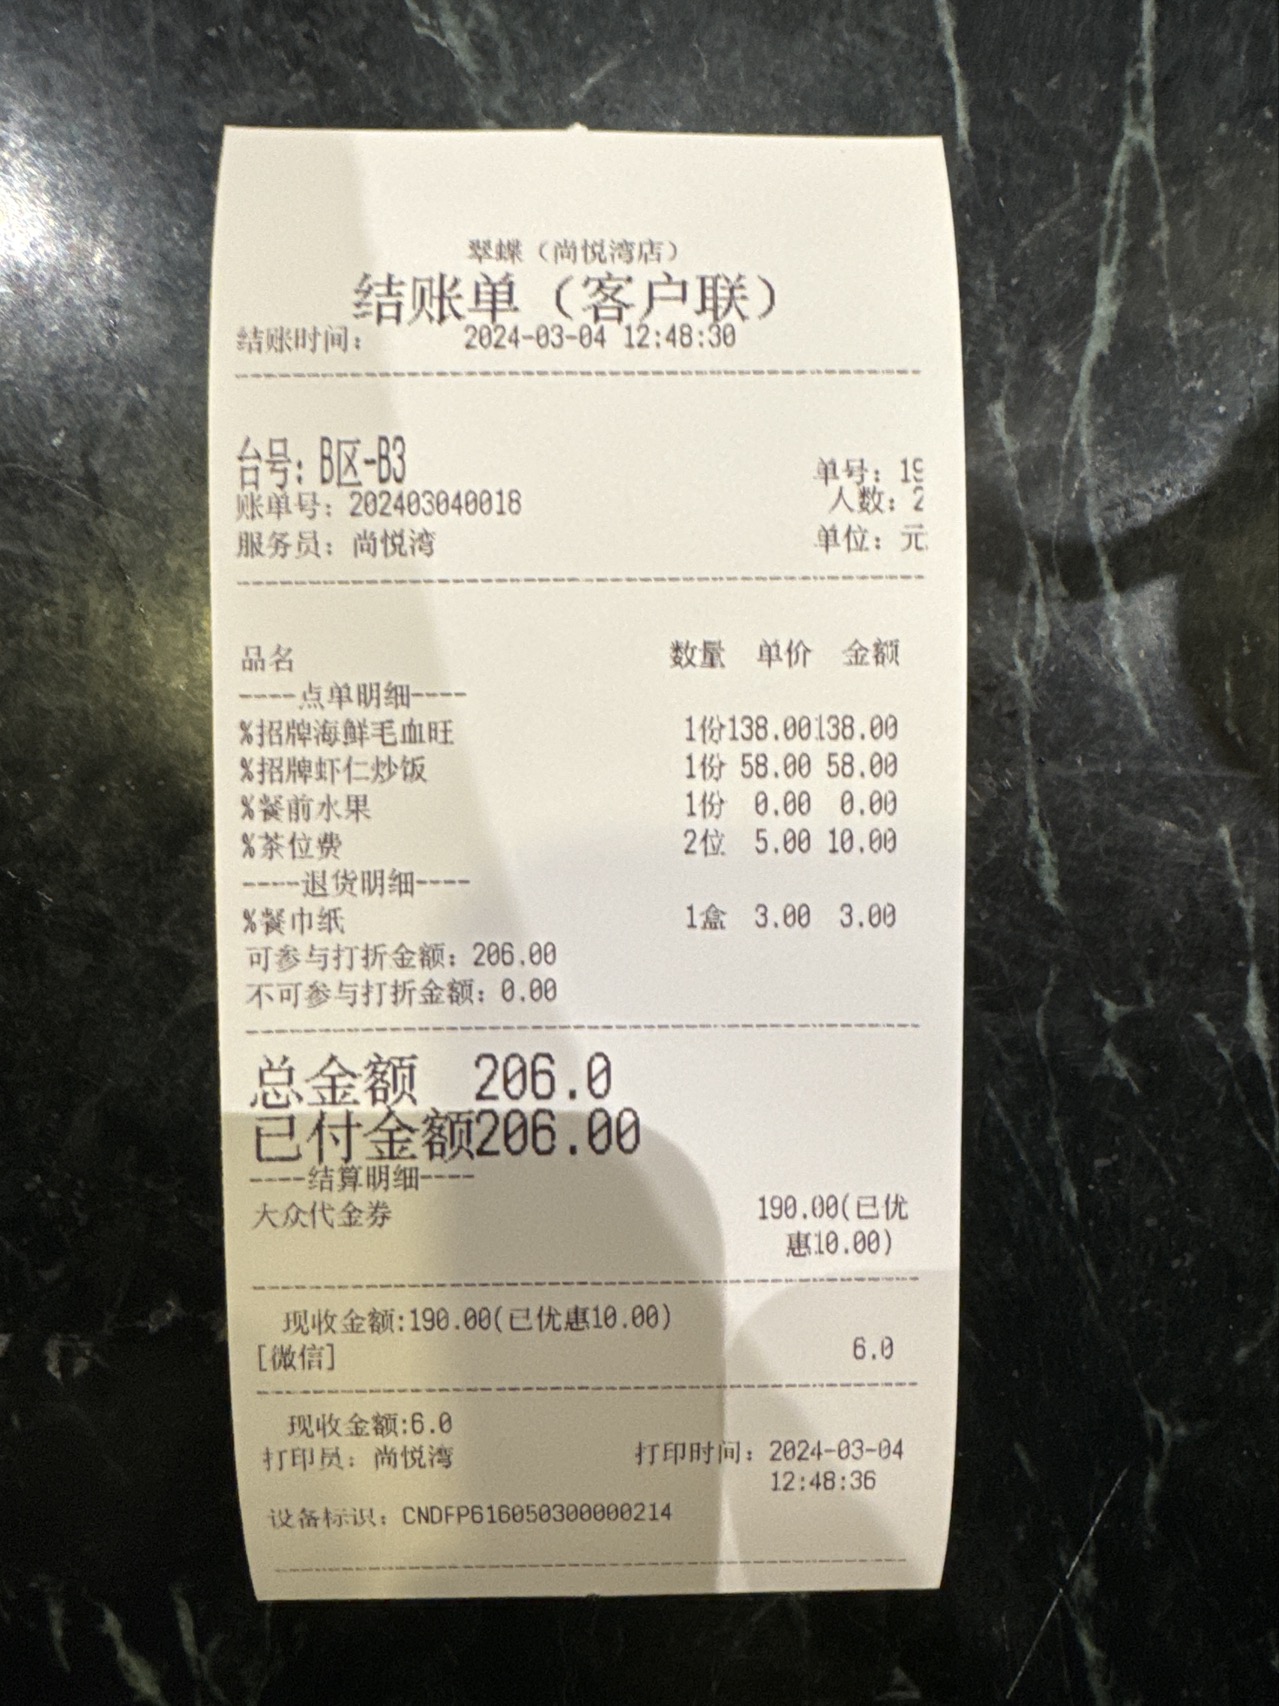 翠蝶（尚悦湾店）
结账单（客户联）
结账时间： 2024-03-04 12:48:30
台号：B区-B3 单号：19
账单号：202403040018 人数：2
服务员：尚悦湾 单位：元
品名 数量 单价 金额
----点单明细----
%招牌海鲜毛血旺 1份138.00138.00
%招牌虾仁炒饭 1份 58.00 58.00
%餐前水果 1份 0.00 0.00
%茶位费 2位 5.00 10.00
----退货明细----
%餐巾纸 1盒 3.00 3.00
可参与打折金额：206.00
不可参与打折金额：0.00
总金额 206.0
已付金额206.00
----结算明细----
大众代金券 190.00(已优
惠10.00)
现收金额:190.00(已优惠10.00)
[微信] 6.0
现收金额:6.0
打印员：尚悦湾 打印时间：2024-03-04
12:48:36
设备标识：CNDFP616050300000214